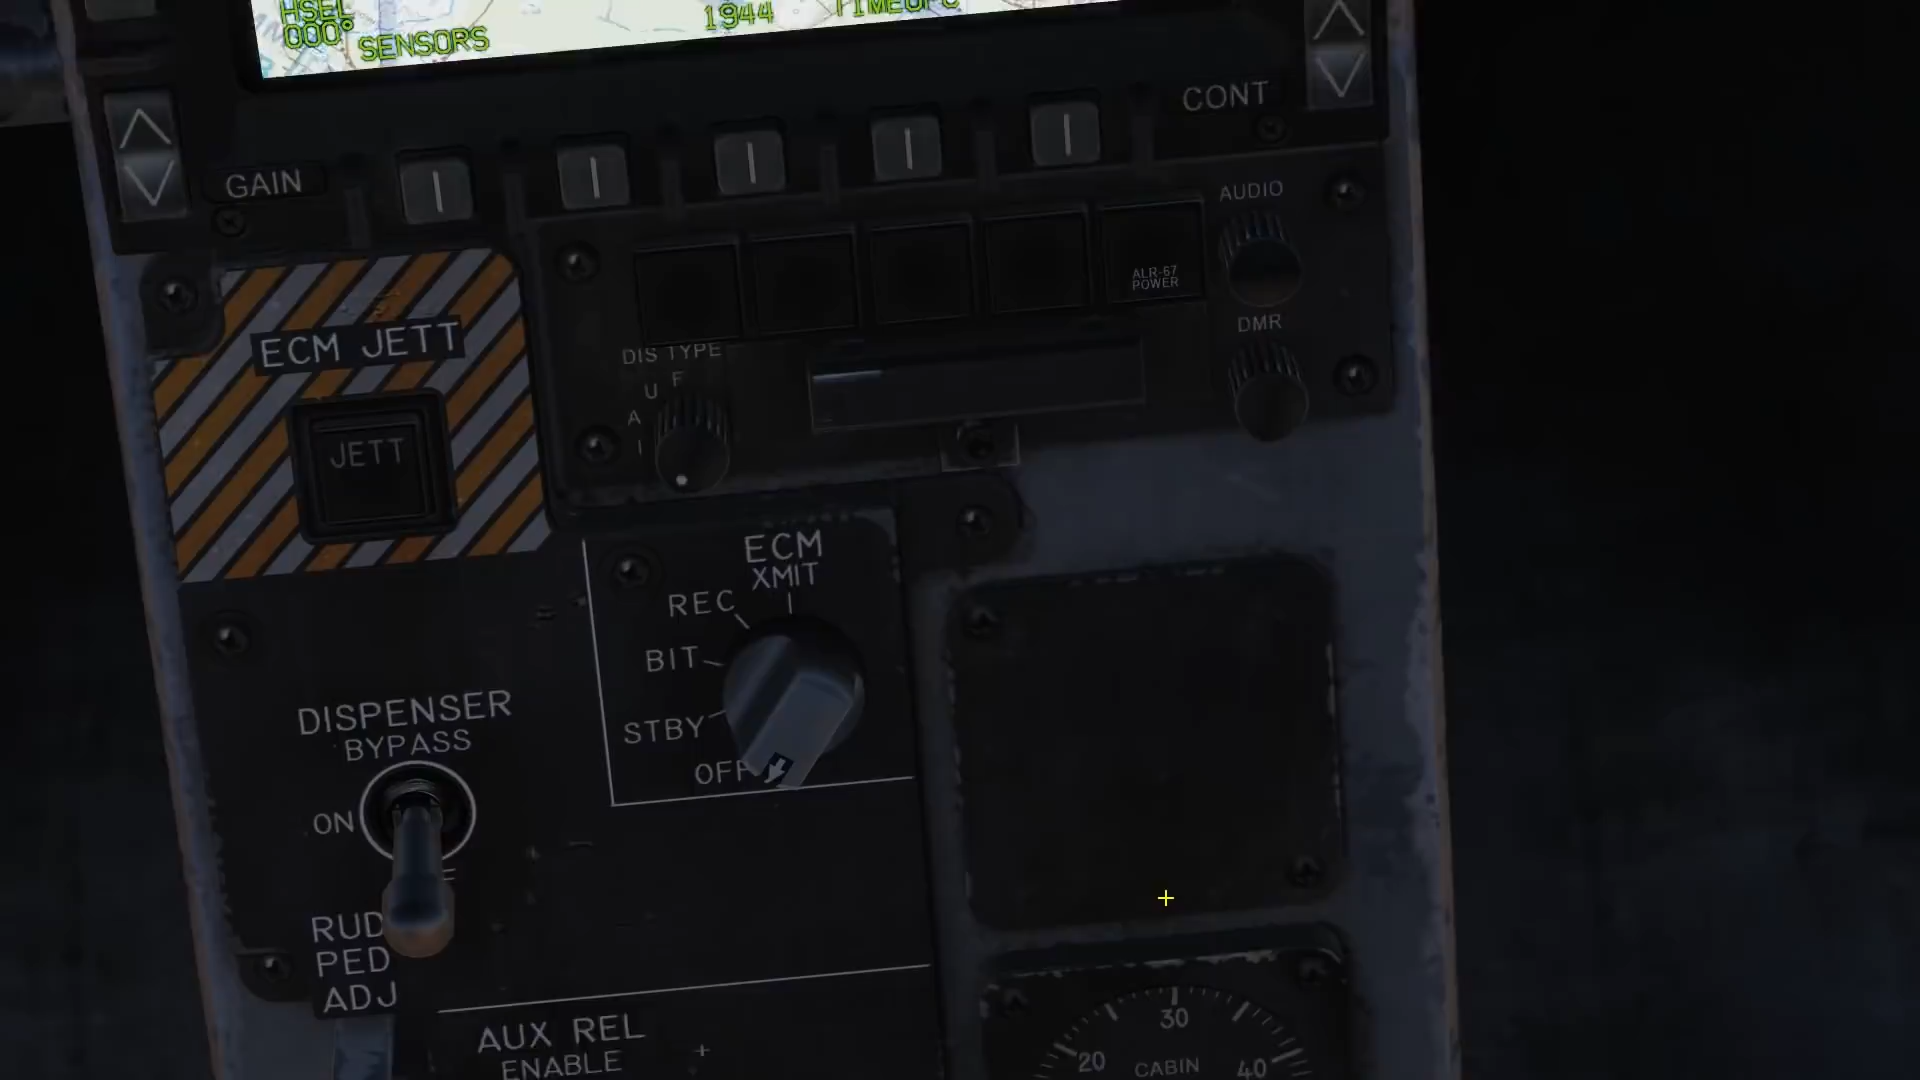 HSEL
000°
SENSORS
1944
CONT
GAIN
AUDIO
ALR-67
POWER
DMR
DIS TYPE
F
U
A
I
ECM JETT
JETT
ECM
XMIT
REC
BIT
STBY
OFF
DISPENSER
BYPASS
ON
RUD
PED
ADJ
AUX REL
ENABLE
30
20
CABIN
40